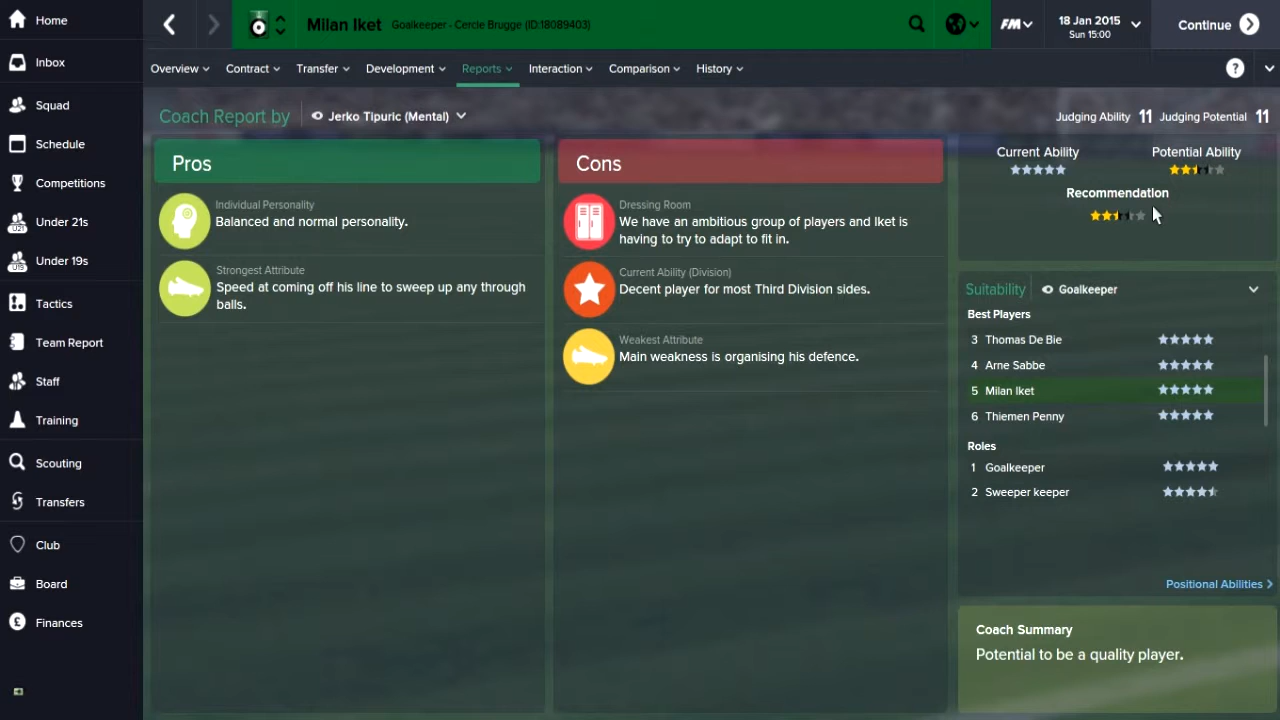 Home
Inbox
Squad
Schedule
Competitions
Under 21s
Under 19s
Tactics
Team Report
Staff
Training
Scouting
Transfers
Club
Board
Finances
Milan Iket Goalkeeper - Cercle Brugge (ID:18089403)
FM
18 Jan 2015
Sun 15:00
Continue
Overview Contract Transfer Development Reports Interaction Comparison History
?
Coach Report by Jerko Tipuric (Mental)
Judging Ability 11 Judging Potential 11
Pros
Individual Personality
Balanced and normal personality.
Strongest Attribute
Speed at coming off his line to sweep up any through
balls.
Cons
Dressing Room
We have an ambitious group of players and Iket is
having to try to adapt to fit in.
Current Ability (Division)
Decent player for most Third Division sides.
Weakest Attribute
Main weakness is organising his defence.
Current Ability Potential Ability
Recommendation
Suitability Goalkeeper
Best Players
3 Thomas De Bie
4 Arne Sabbe
5 Milan Iket
6 Thiemen Penny
Roles
1 Goalkeeper
2 Sweeper keeper
Positional Abilities
Coach Summary
Potential to be a quality player.